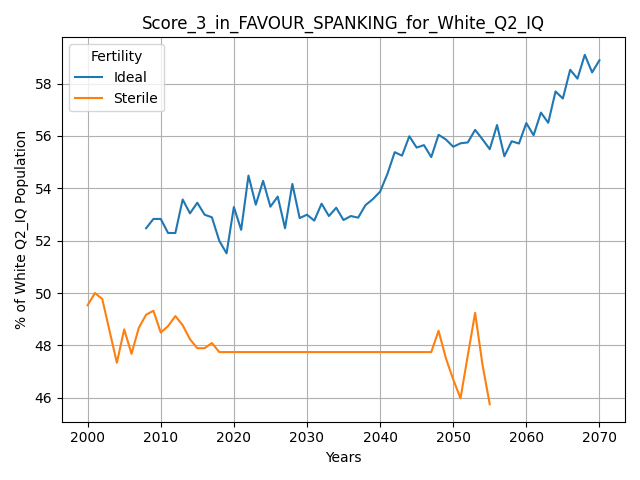 Score_3_in_FAVOUR_SPANKING_for_White_Q2_IQ
Fertility
Ideal
Sterile
% of White Q2_IQ Population
58
56
54
52
50
48
46
2000 2010 2020 2030 2040 2050 2060 2070
Years